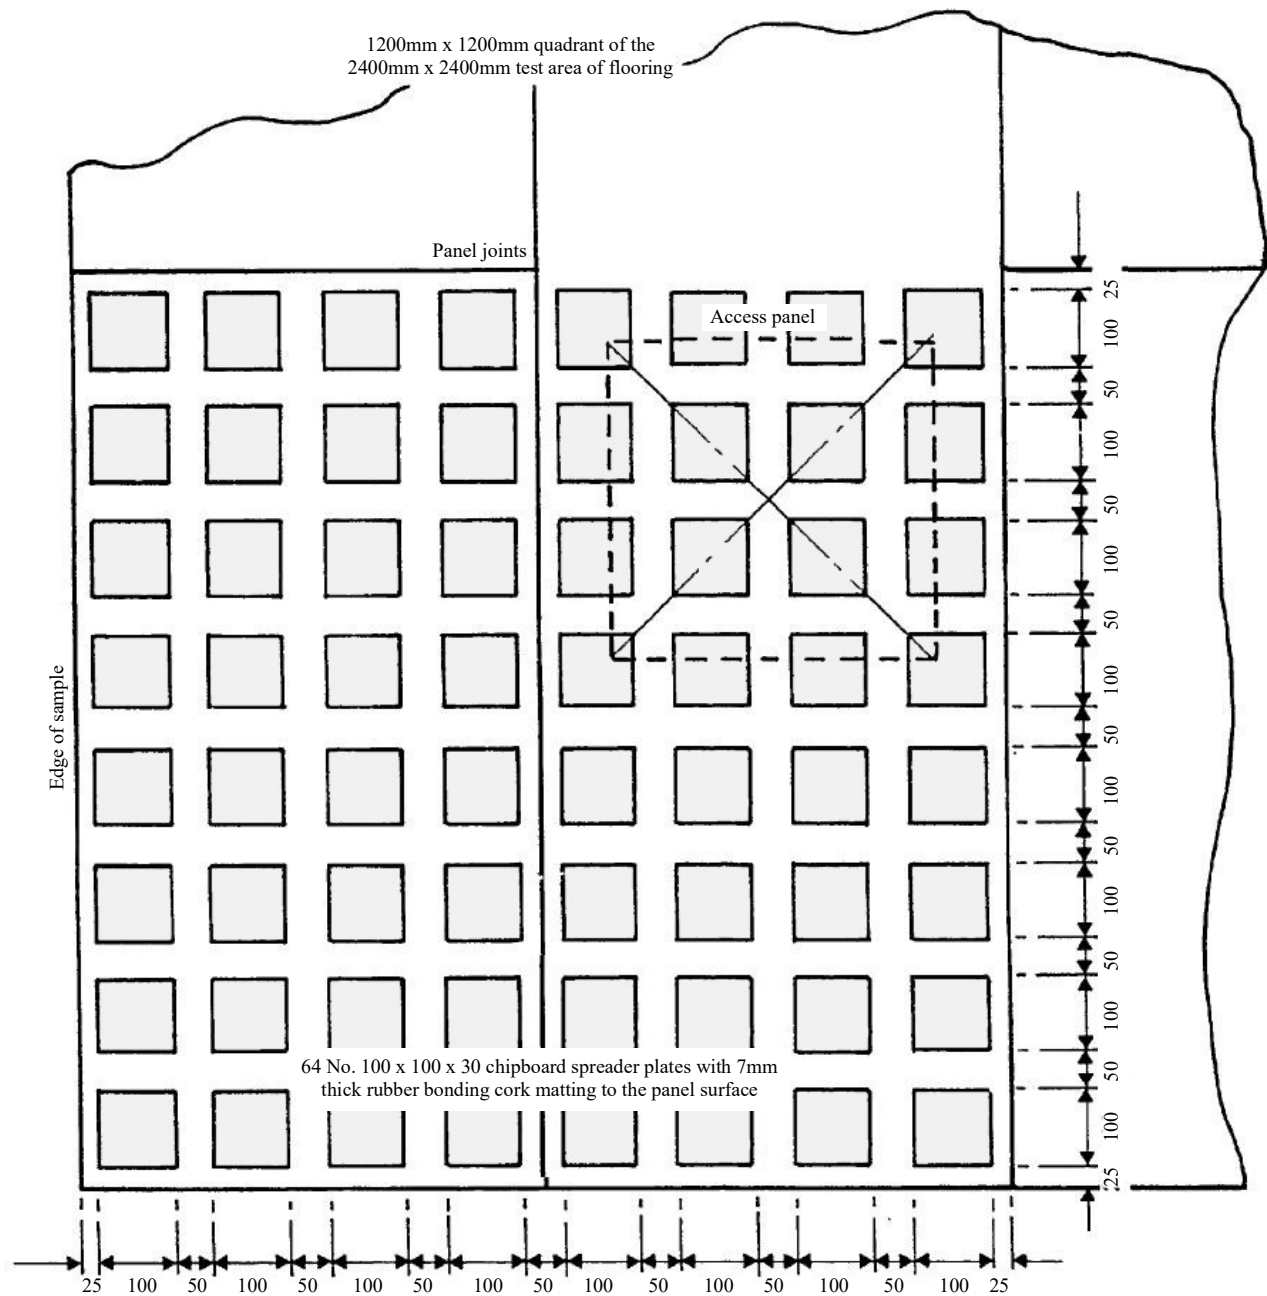 1200mm x 1200mm quadrant of the
2400mm x 2400mm test area of flooring
Panel joints
Access panel
Edge of sample
25
100
50
100
50
100
50
100
50
100
50
100
50
100
50
100
25
64 No. 100 x 100 x 30 chipboard spreader plates with 7mm
thick rubber bonding cork matting to the panel surface
25 100 50 100 50 100 50 100 50 100 50 100 50 100 50 100 25